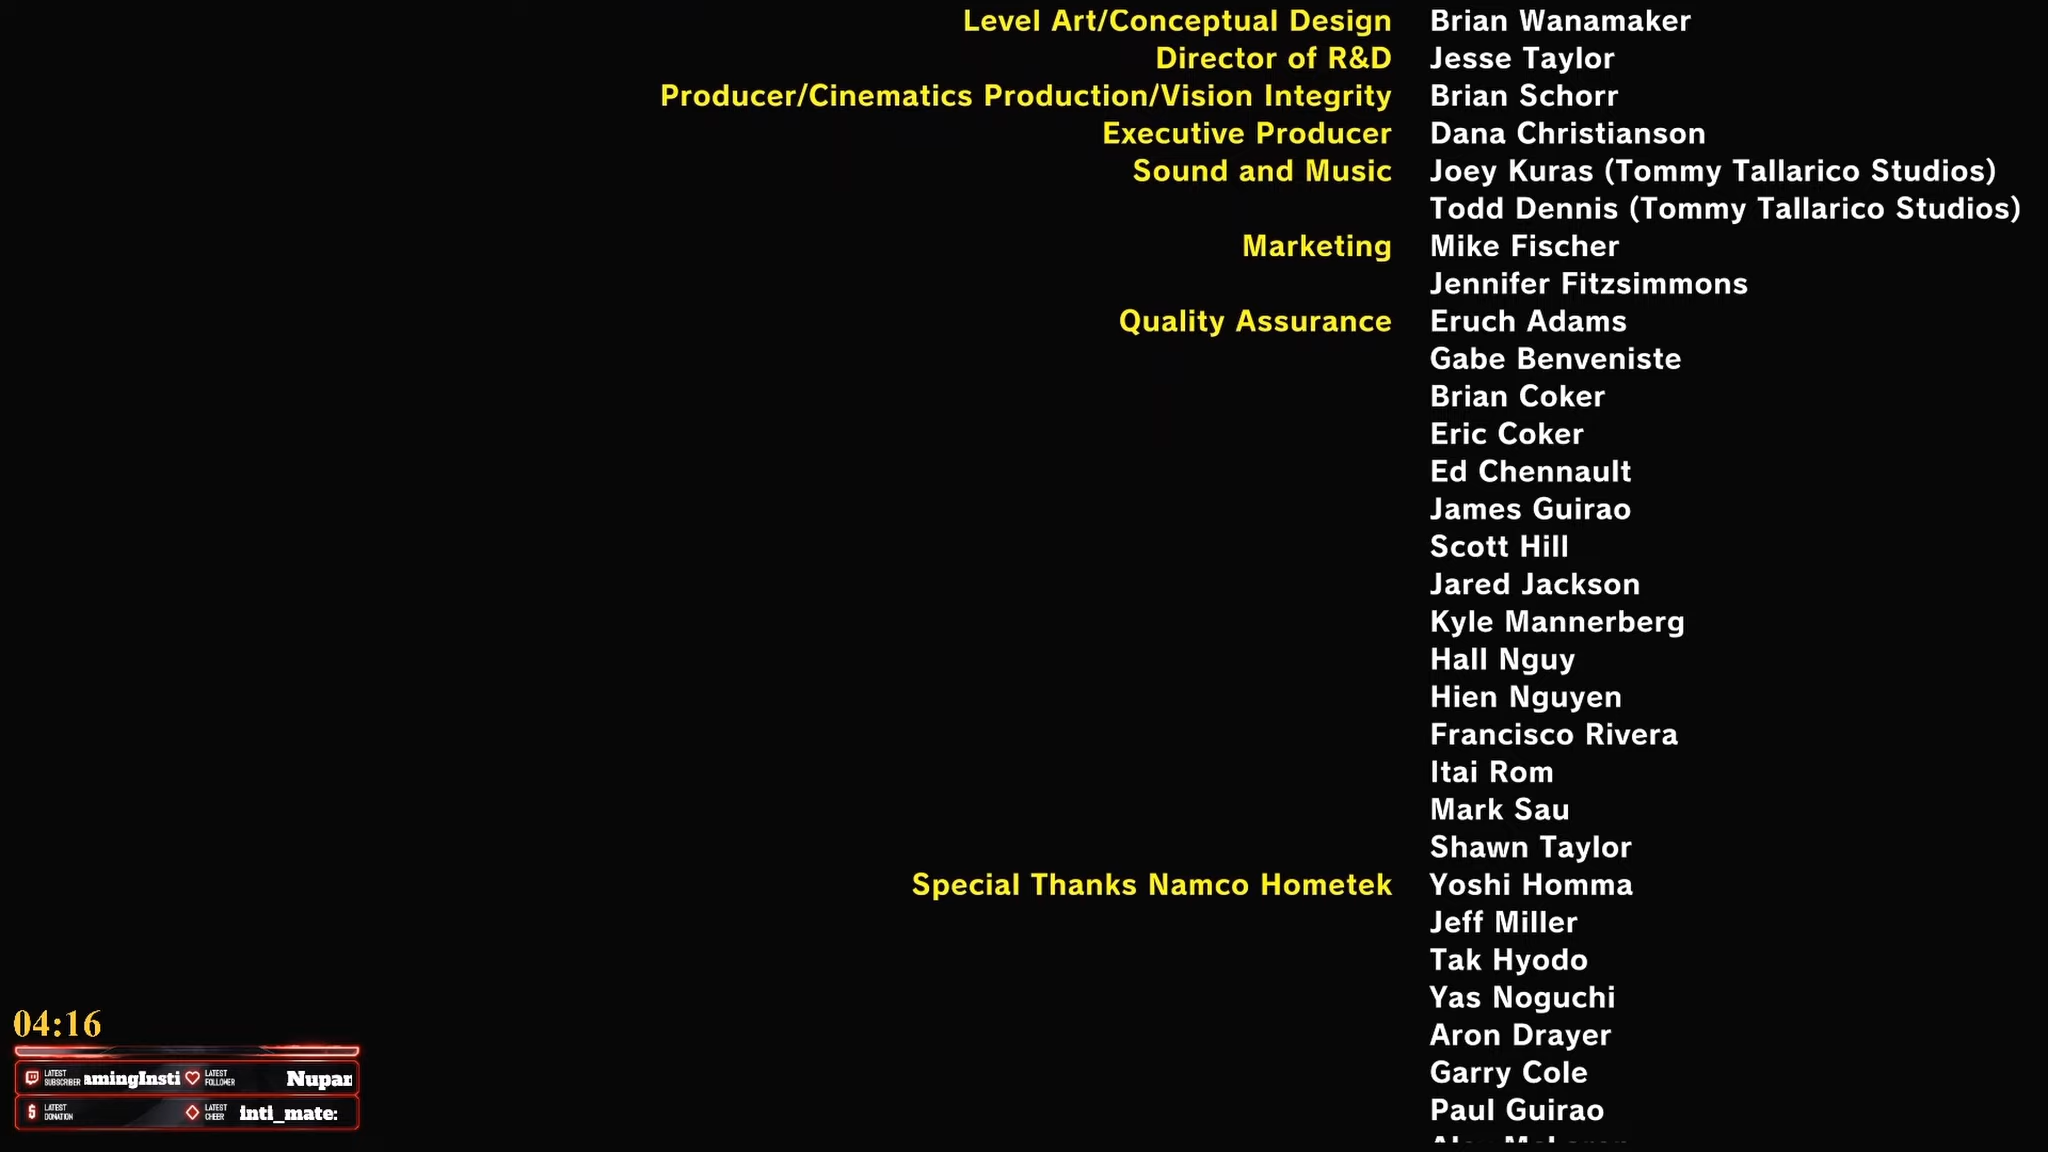 Level Art/Conceptual Design Brian Wanamaker
Director of R&D Jesse Taylor
Producer/Cinematics Production/Vision Integrity Brian Schorr
Executive Producer Dana Christianson
Sound and Music Joey Kuras (Tommy Tallarico Studios)
Todd Dennis (Tommy Tallarico Studios)
Marketing Mike Fischer
Jennifer Fitzsimmons
Quality Assurance Eruch Adams
Gabe Benveniste
Brian Coker
Eric Coker
Ed Chennault
James Guirao
Scott Hill
Jared Jackson
Kyle Mannerberg
Hall Nguy
Hien Nguyen
Francisco Rivera
Itai Rom
Mark Sau
Shawn Taylor
Special Thanks Namco Hometek Yoshi Homma
Jeff Miller
Tak Hyodo
Yas Noguchi
Aron Drayer
Garry Cole
Paul Guirao
04:16
LATEST SUBSCRIBER amingInsti LATEST FOLLOWER Nupar
LATEST DONATION LATEST CHEER inti_mate: